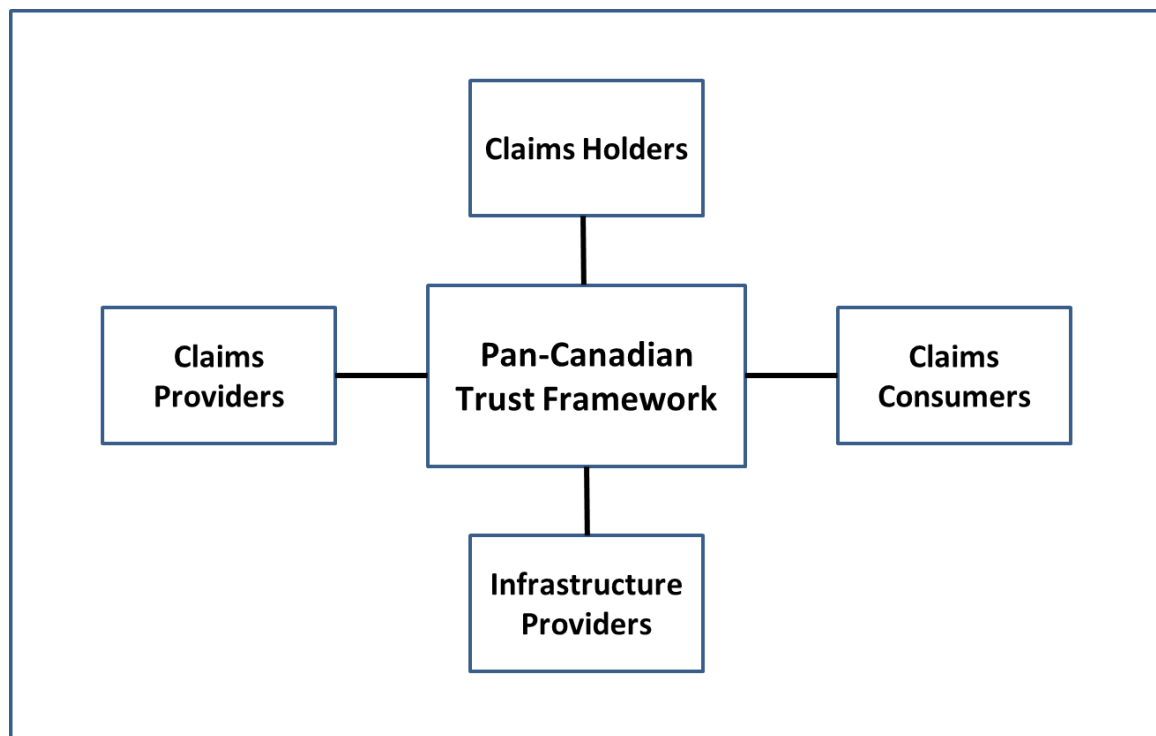 Claims Holders
Claims
Providers
Pan-Canadian
Trust Framework
Claims
Consumers
Infrastructure
Providers